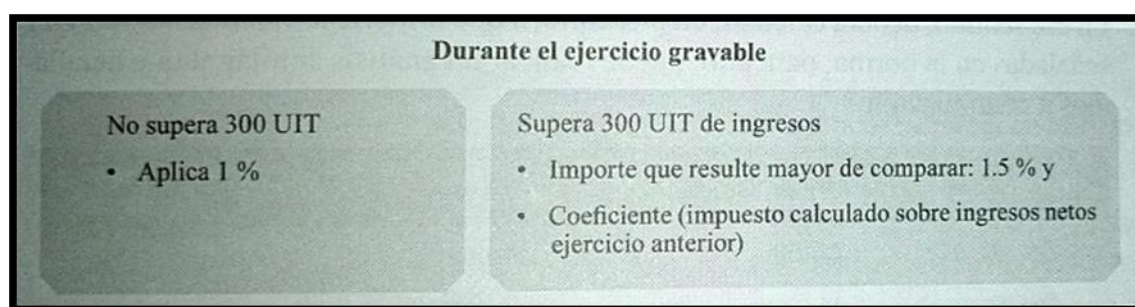 Durante el ejercicio gravable
No supera 300 UIT
• Aplica 1 %
Supera 300 UIT de ingresos
• Importe que resulte mayor de comparar: 1.5 % y
• Coeficiente (impuesto calculado sobre ingresos netos
ejercicio anterior)